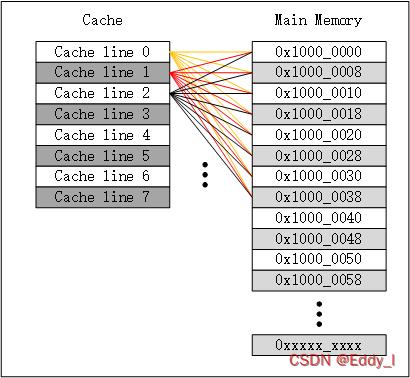 Cache
Main Memory
Cache line 0
Cache line 1
Cache line 2
Cache line 3
Cache line 4
Cache line 5
Cache line 6
Cache line 7
0x1000_0000
0x1000_0008
0x1000_0010
0x1000_0018
0x1000_0020
0x1000_0028
0x1000_0030
0x1000_0038
0x1000_0040
0x1000_0048
0x1000_0050
0x1000_0058
0xxxxx_xxxx
CSDN @Eddy_l